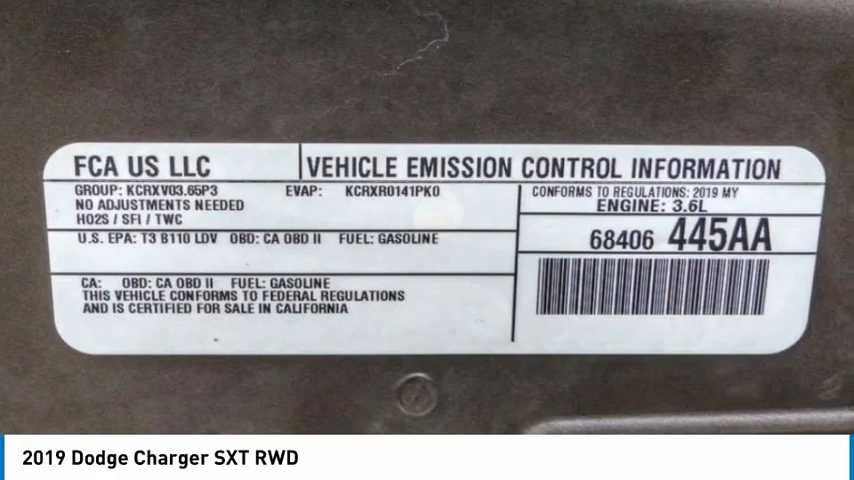 FCA US LLC
VEHICLE EMISSION CONTROL INFORMATION
GROUP: KCRXV03.65P3 EVAP: KCRXR0141PK0
NO ADJUSTMENTS NEEDED
HO2S / SFI / TWC
CONFORMS TO REGULATIONS: 2019 MY
ENGINE: 3.6L
U.S. EPA: T3 B110 LDV OBD: CA OBD II FUEL: GASOLINE
68406 445AA
CA: OBD: CA OBD II FUEL: GASOLINE
THIS VEHICLE CONFORMS TO FEDERAL REGULATIONS
AND IS CERTIFIED FOR SALE IN CALIFORNIA
2019 Dodge Charger SXT RWD